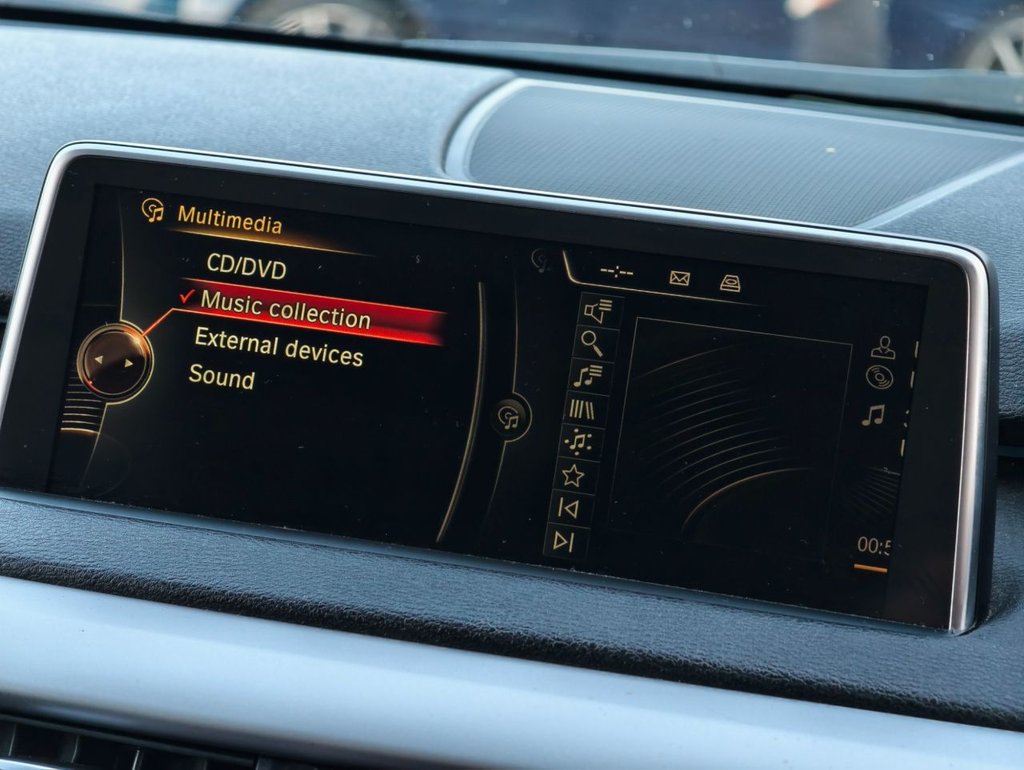 Multimedia
CD/DVD
Music collection
External devices
Sound
--:--